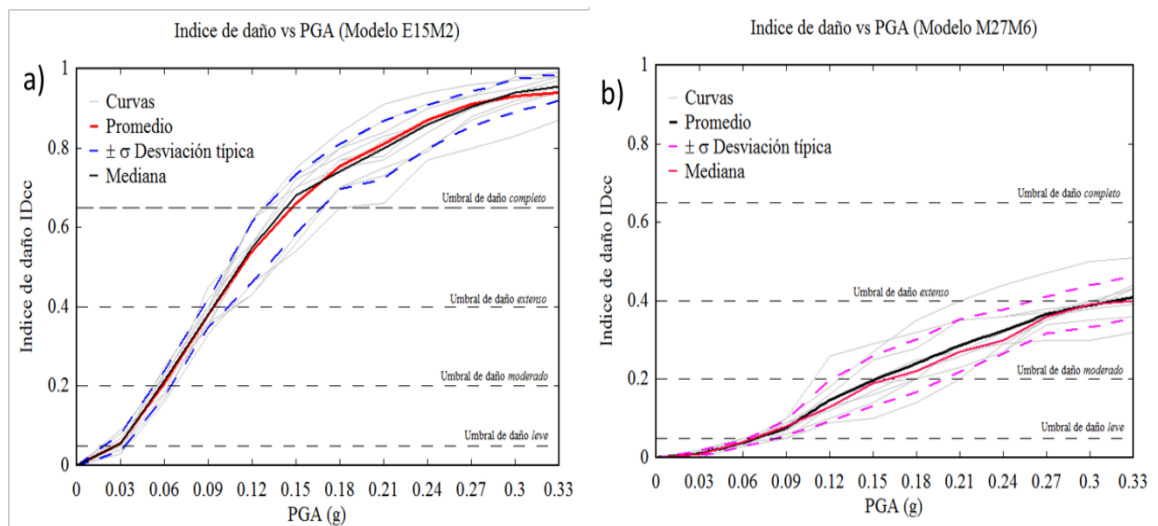 Indice de daño vs PGA (Modelo E15M2)
a)
1
0.8
0.6
0.4
0.2
0
Indice de daño IDcc
Curvas
Promedio
± σ Desviación típica
Mediana
Umbral de daño completo
Umbral de daño extenso
Umbral de daño moderado
Umbral de daño leve
0 0.03 0.06 0.09 0.12 0.15 0.18 0.21 0.24 0.27 0.3 0.33
PGA (g)
Indice de daño vs PGA (Modelo M27M6)
b)
1
0.8
0.6
0.4
0.2
0
Indice de daño IDcc
Curvas
Promedio
± σ Desviación típica
Mediana
Umbral de daño completo
Umbral de daño extenso
Umbral de daño moderado
Umbral de daño leve
0 0.03 0.06 0.09 0.12 0.15 0.18 0.21 0.24 0.27 0.3 0.33
PGA (g)